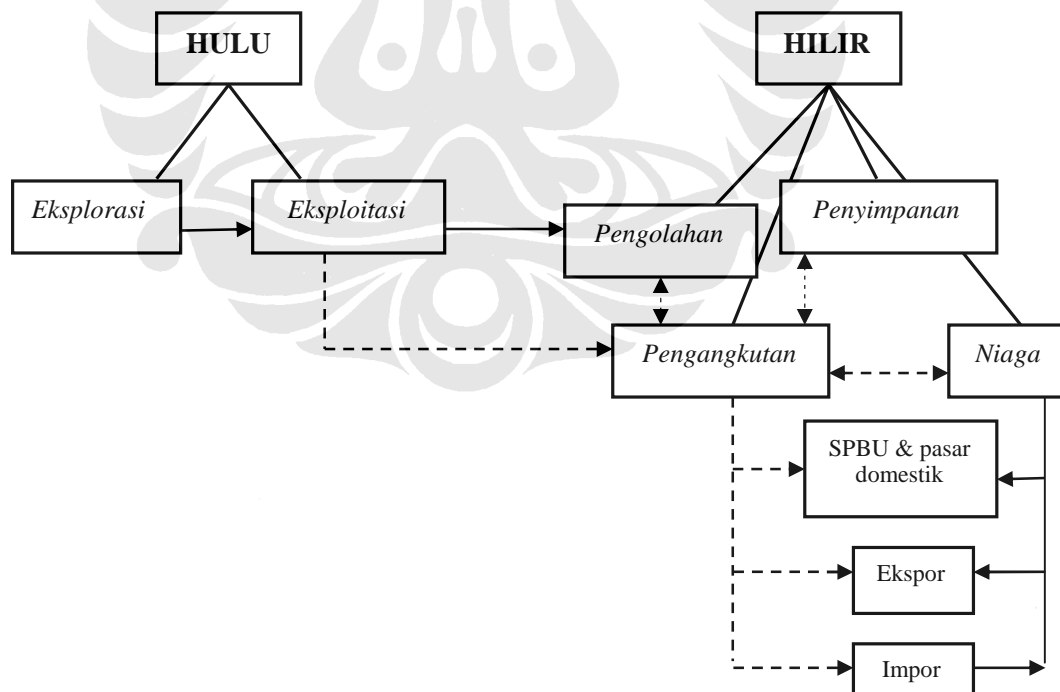 HULU
HILIR
Eksplorasi
Eksploitasi
Pengolahan
Penyimpanan
Pengangkutan
Niaga
SPBU & pasar
domestik
Ekspor
Impor